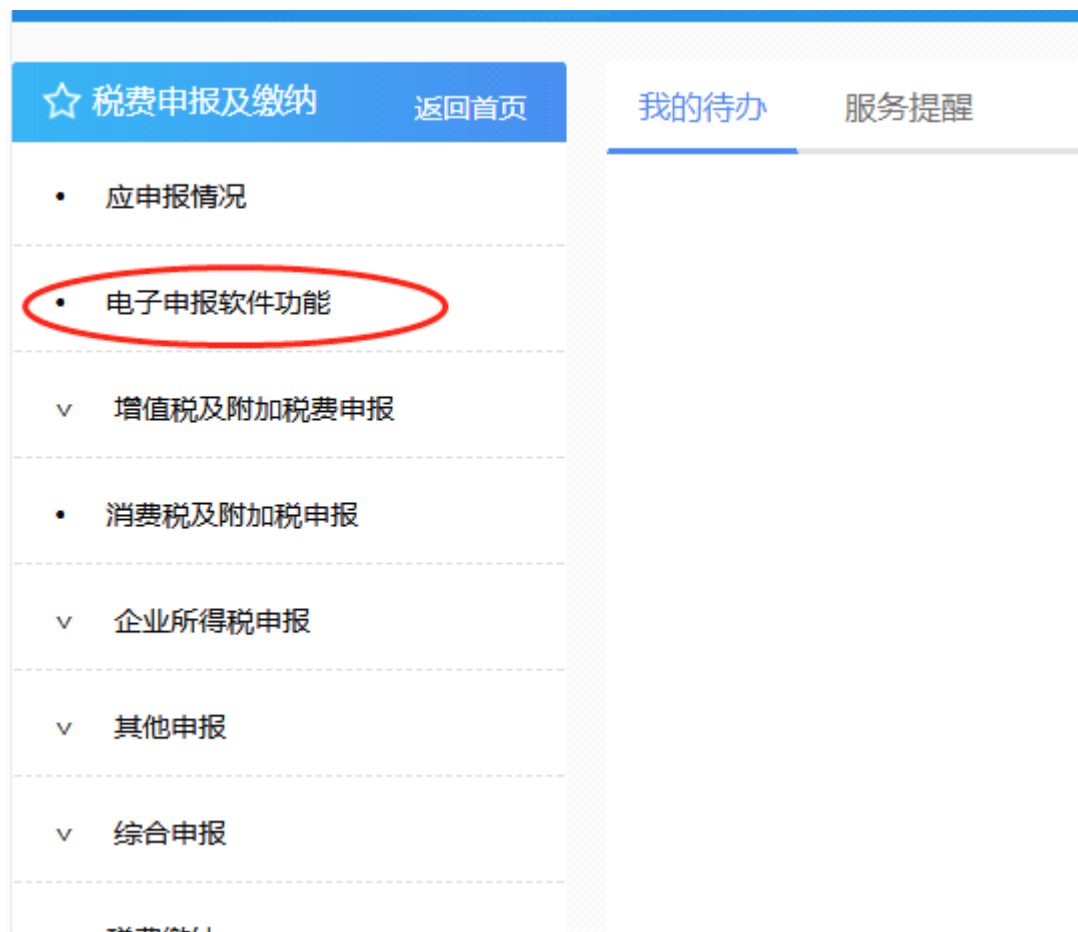 税费申报及缴纳 返回首页
我的待办 服务提醒
应申报情况
电子申报软件功能
增值税及附加税费申报
消费税及附加税申报
企业所得税申报
其他申报
综合申报